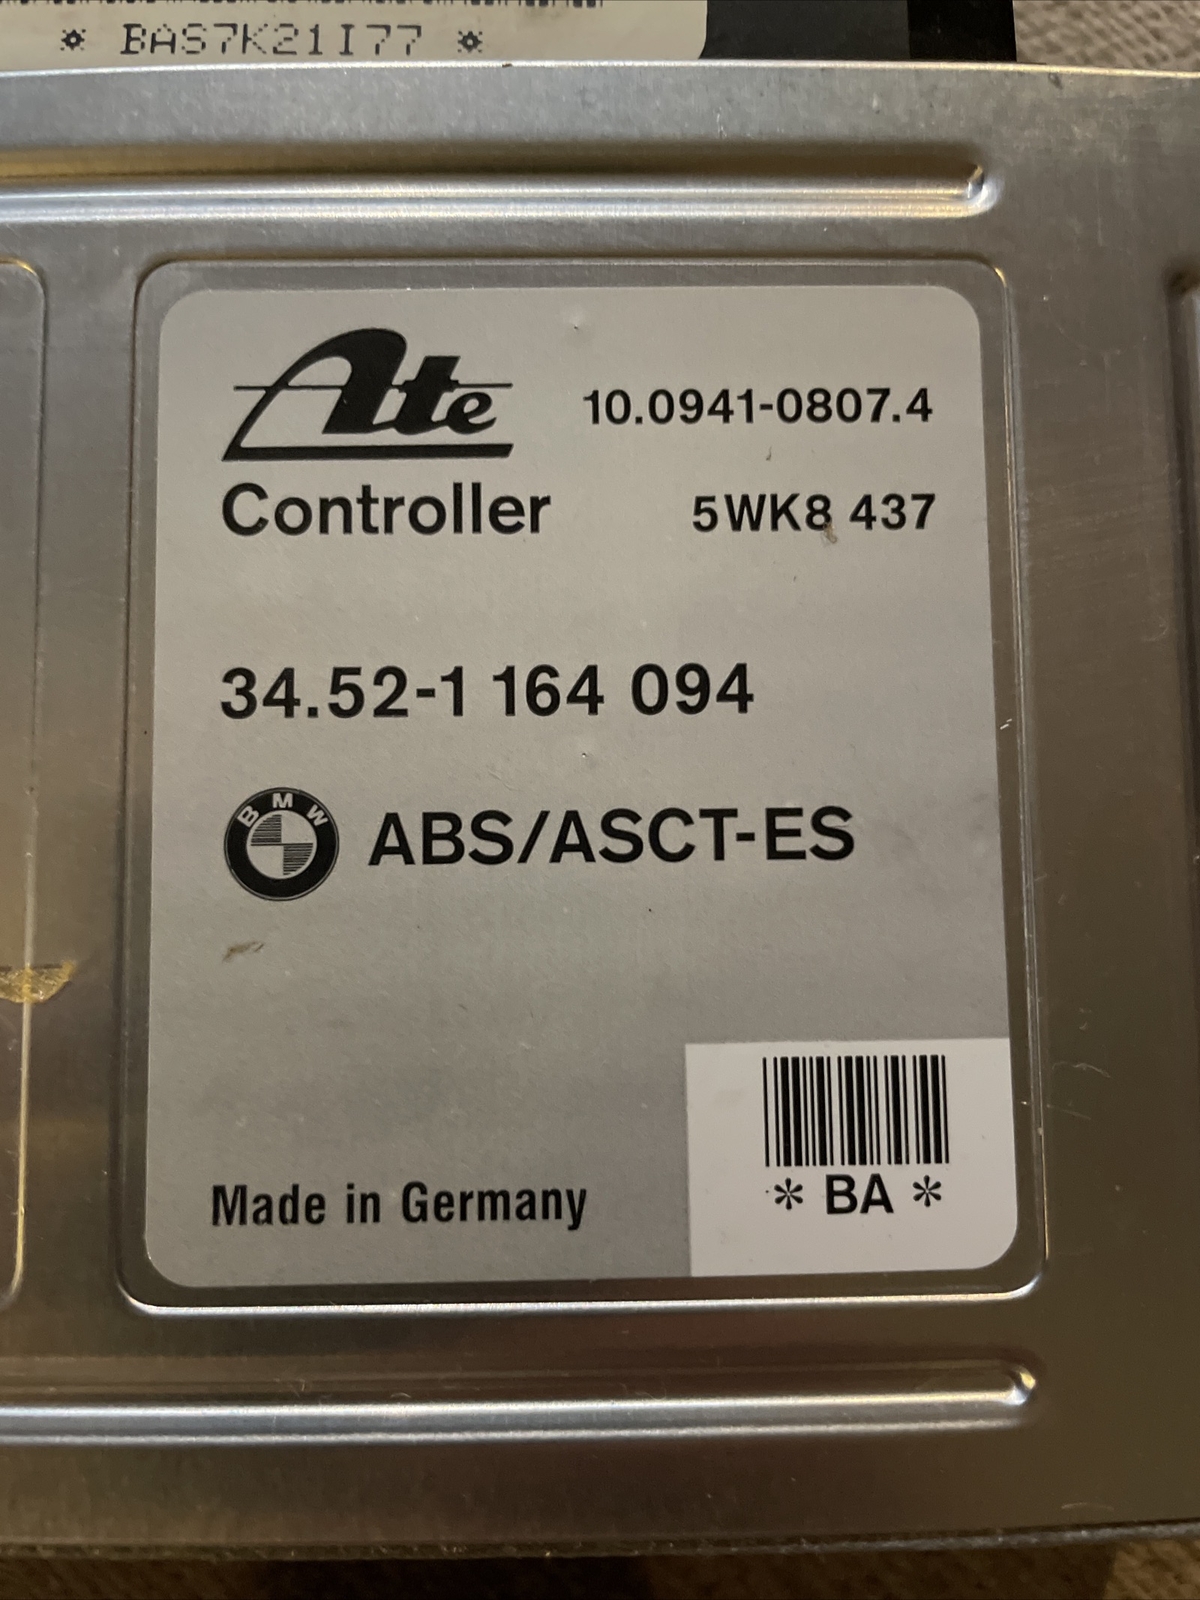 * BAS7K21I77 *
Ate
10.0941-0807.4
Controller
5WK8 437
34.52-1 164 094
BMW
ABS/ASCT-ES
Made in Germany
* BA *